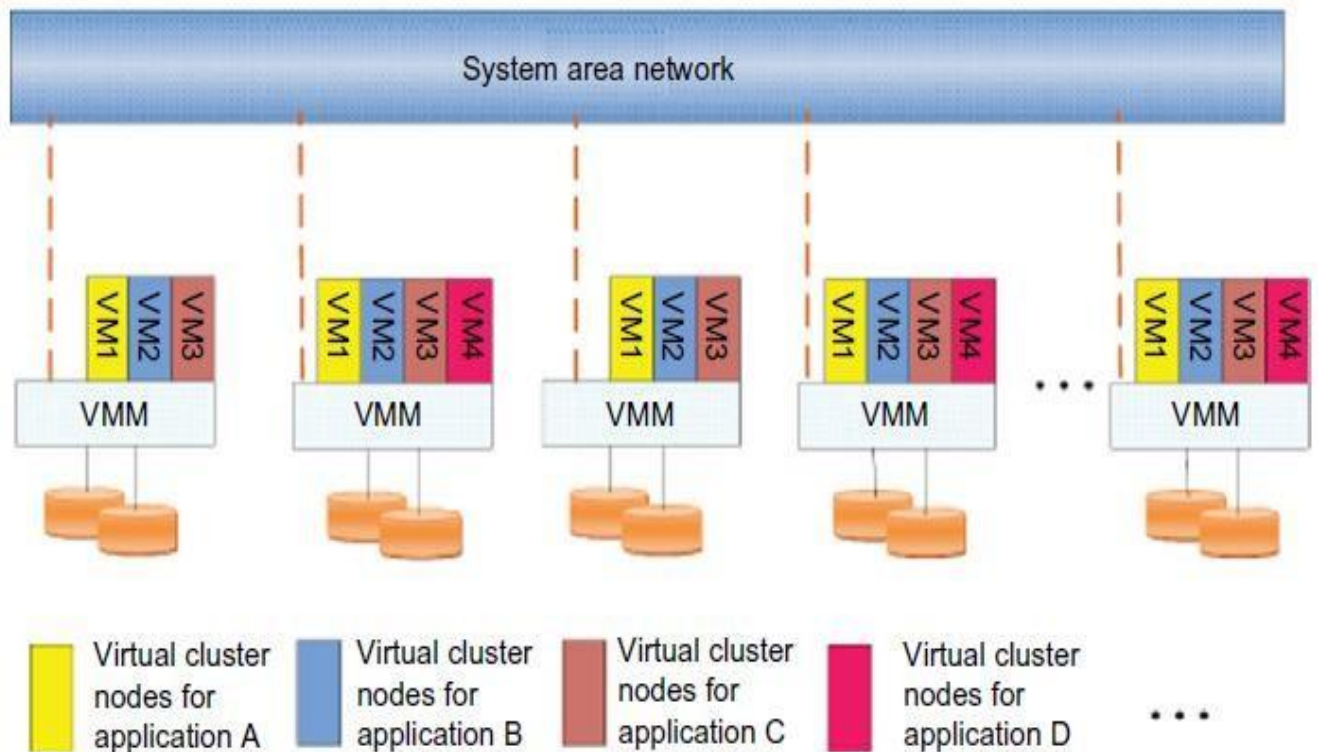 System area network
VM1
VM2
VM3
VM1
VM2
VM3
VM4
VM1
VM2
VM3
VM1
VM2
VM3
VM4
VM1
VM2
VM3
VM4
VMM
VMM
VMM
VMM
• • •
VMM
Virtual cluster
nodes for
application A
Virtual cluster
nodes for
application B
Virtual cluster
nodes for
application C
Virtual cluster
nodes for
application D
• • •